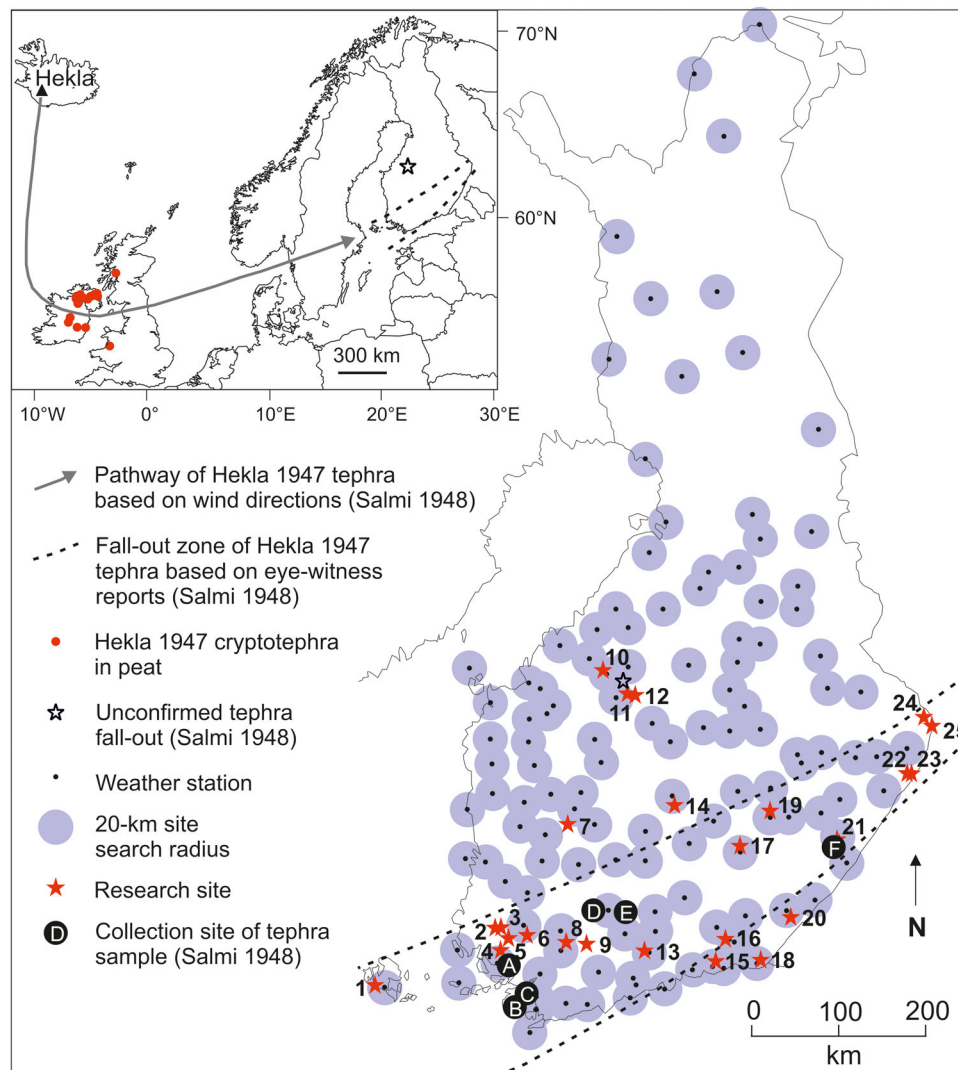 70°N
Hekla
60°N
300 km
10°W
0°
10°E
20°E
30°E
Pathway of Hekla 1947 tephra
based on wind directions (Salmi 1948)
Fall-out zone of Hekla 1947
tephra based on eye-witness
reports (Salmi 1948)
Hekla 1947 cryptotephra
in peat
Unconfirmed tephra
fall-out (Salmi 1948)
Weather station
20-km site
search radius
Research site
D
Collection site of tephra
sample (Salmi 1948)
10
12
11
24
25
22 23
14
19
7
21
17
F
D
E
3
2
6
8
20
16
4
5
9
13
A
15
18
1
C
B
N
0 100 200
km